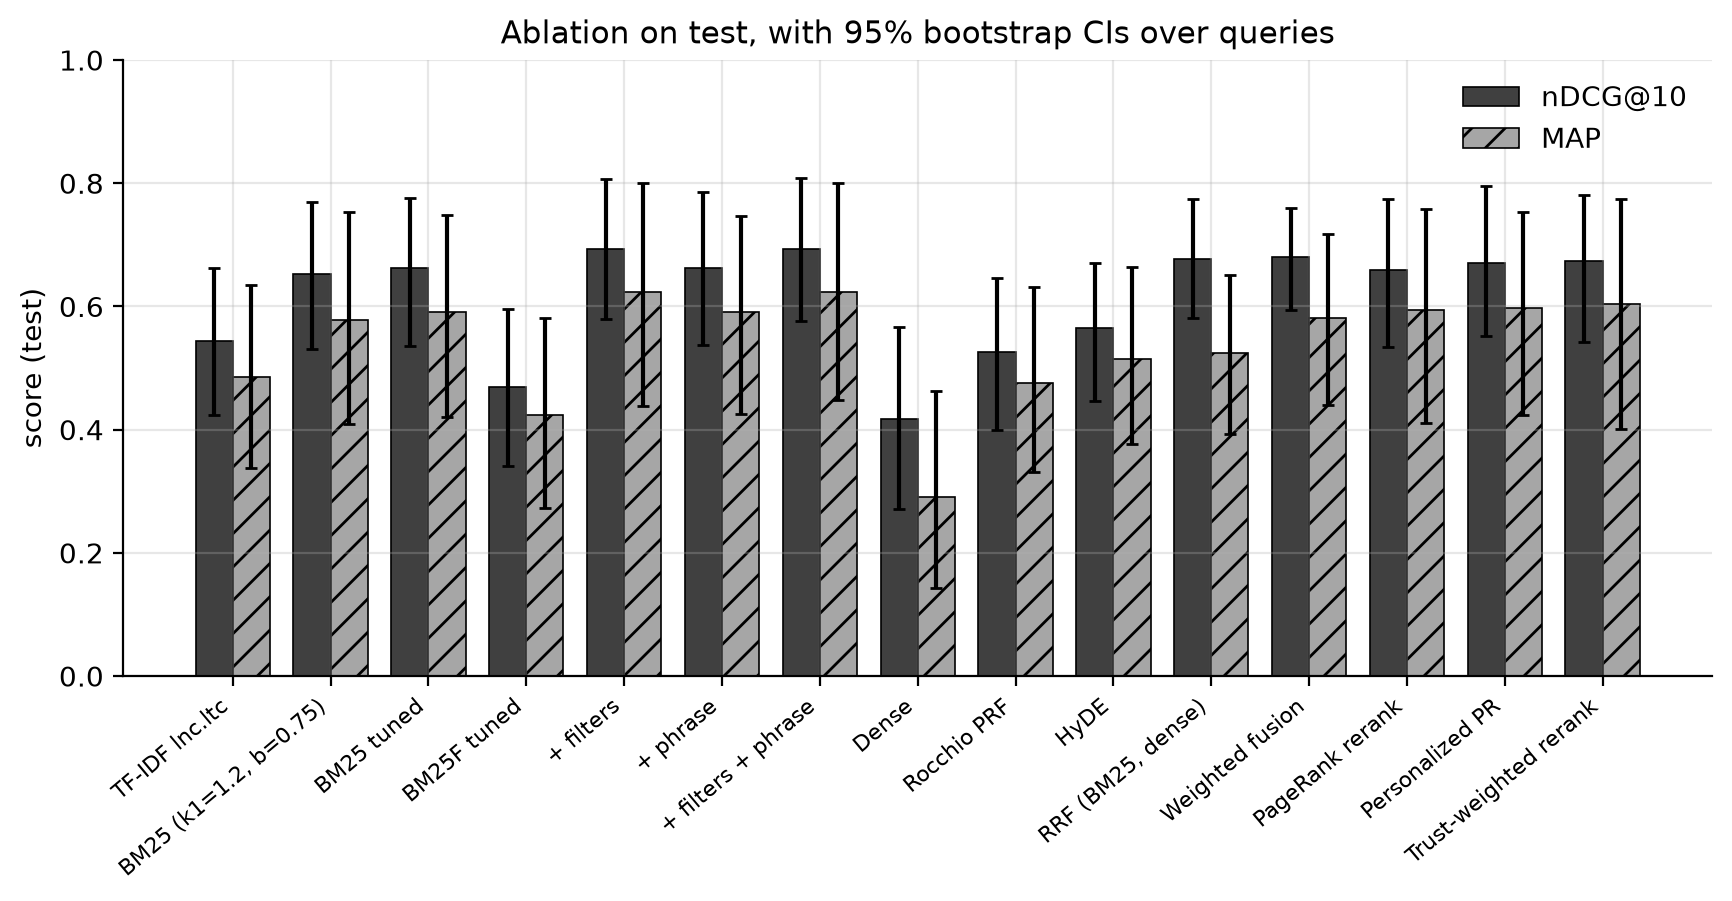 Ablation on test, with 95% bootstrap CIs over queries
score (test)
1.0
0.8
0.6
0.4
0.2
0.0
nDCG@10
MAP
TF-IDF lnc.ltc
BM25 (k1=1.2, b=0.75)
BM25 tuned
BM25F tuned
+ filters
+ phrase
+ filters + phrase
Dense
Rocchio PRF
HyDE
RRF (BM25, dense)
Weighted fusion
PageRank rerank
Personalized PR
Trust-weighted rerank